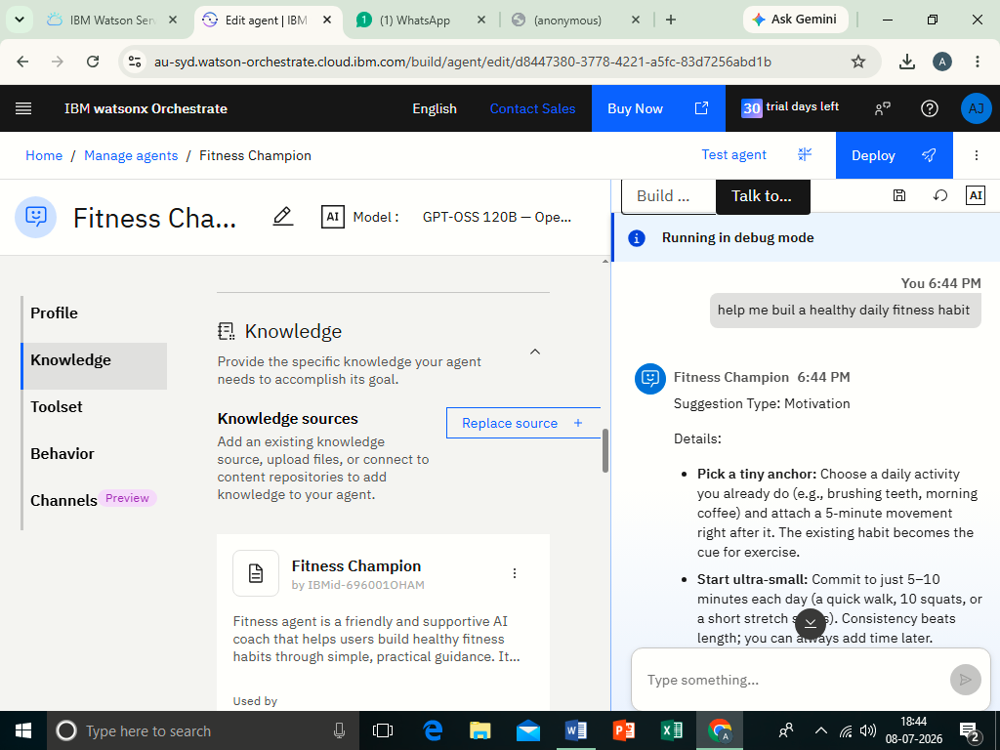 IBM Watson Ser
Edit agent | IBM
1
(1) WhatsApp
(anonymous)
Ask Gemini
au-syd.watson-orchestrate.cloud.ibm.com/build/agent/edit/d8447380-3778-4221-a5fc-83d7256abd1b
A
IBM watsonx Orchestrate
English
Contact Sales
Buy Now
30 trial days left
AJ
Home / Manage agents / Fitness Champion
Test agent
Deploy
Fitness Cha...
AI Model :
GPT-OSS 120B — Ope...
Build ...
Talk to...
AI
Running in debug mode
Profile
Knowledge
Toolset
Behavior
Channels Preview
Knowledge
Provide the specific knowledge your agent
needs to accomplish its goal.
Knowledge sources
Add an existing knowledge
source, upload files, or connect to
content repositories to add
knowledge to your agent.
Replace source +
Fitness Champion
by IBMid-696001OHAM
Fitness agent is a friendly and supportive AI
coach that helps users build healthy fitness
habits through simple, practical guidance. It...
Used by
You 6:44 PM
help me buil a healthy daily fitness habit
Fitness Champion 6:44 PM
Suggestion Type: Motivation
Details:
• Pick a tiny anchor: Choose a daily activity
you already do (e.g., brushing teeth, morning
coffee) and attach a 5-minute movement
right after it. The existing habit becomes the
cue for exercise.
• Start ultra-small: Commit to just 5–10
minutes each day (a quick walk, 10 squats, or
a short stretch
. Consistency beats
length; you can always add time later.
Type something...
Type here to search
A
18:44
08-07-2026
2